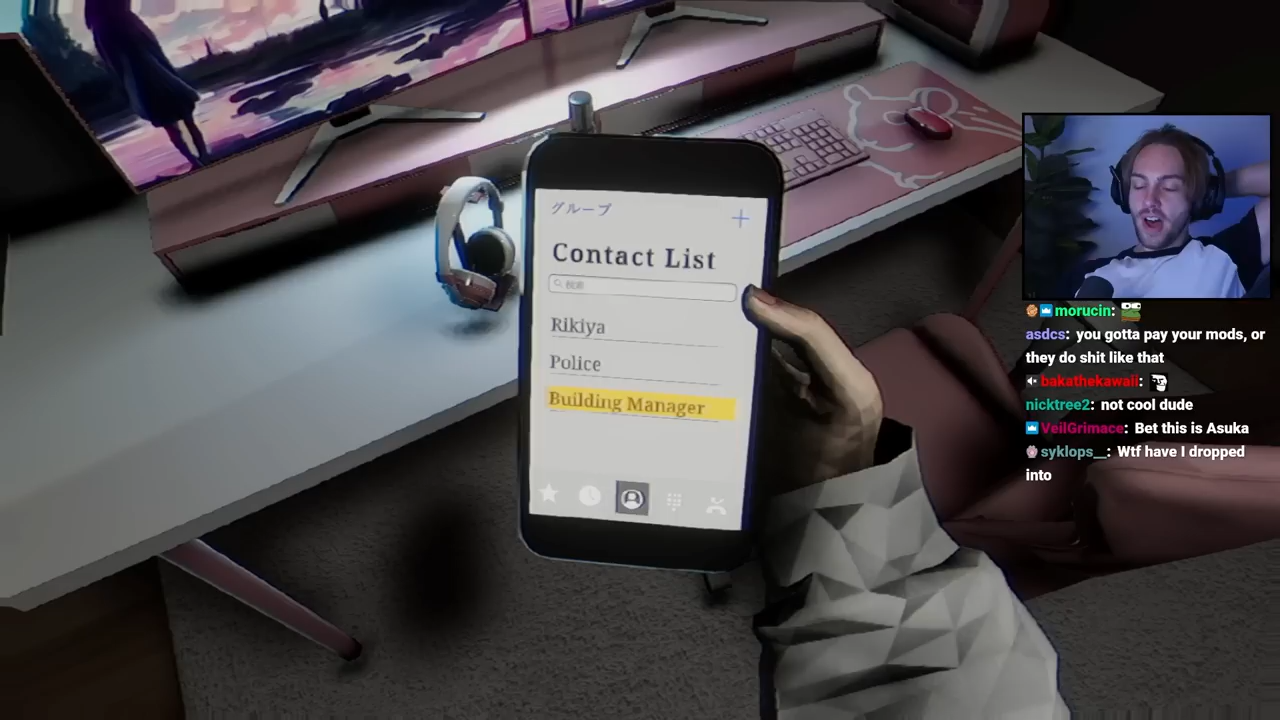 グループ
Contact List
検索
Rikiya
Police
Building Manager
morucin:
asdcs: you gotta pay your mods, or
they do shit like that
bakathekawaii:
nicktree2: not cool dude
VeilGrimace: Bet this is Asuka
syklops__: Wtf have I dropped
into